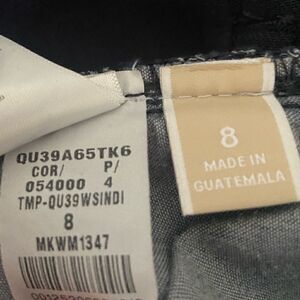 QU39A65TK6
COR/ P/
054000 4
TMP-QU39WSINDI
8
MKWM1347
8
MADE IN
GUATEMALA